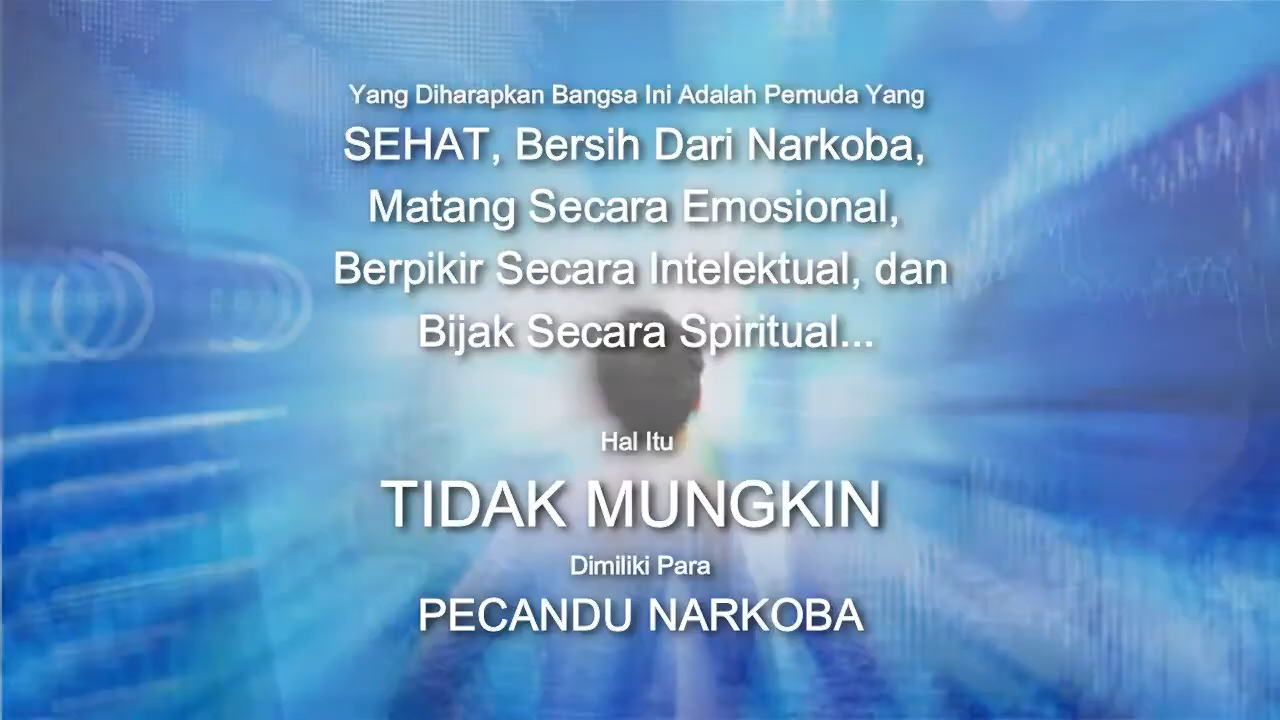 Yang Diharapkan Bangsa Ini Adalah Pemuda Yang
SEHAT, Bersih Dari Narkoba,
Matang Secara Emosional,
Berpikir Secara Intelektual, dan
Bijak Secara Spiritual...
Hal Itu
TIDAK MUNGKIN
Dimiliki Para
PECANDU NARKOBA